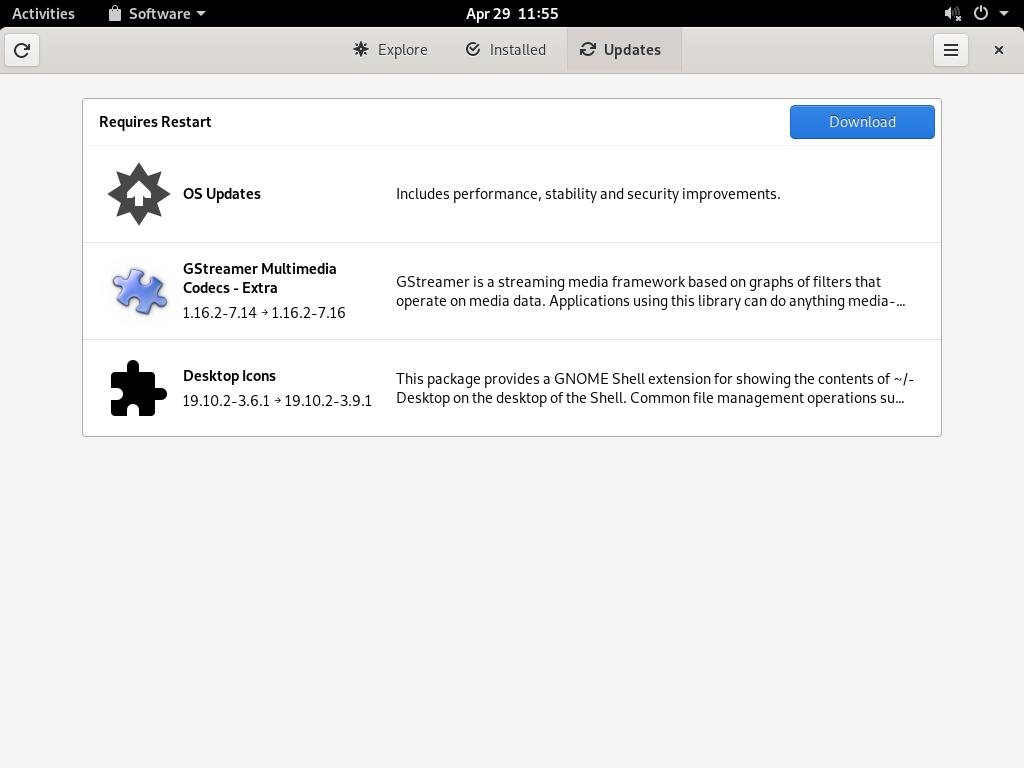 Activities
Software
Apr 29 11:55
Explore
Installed
Updates
Requires Restart
Download
OS Updates
Includes performance, stability and security improvements.
GStreamer Multimedia
Codecs - Extra
1.16.2-7.14 → 1.16.2-7.16
GStreamer is a streaming media framework based on graphs of filters that
operate on media data. Applications using this library can do anything media-…
Desktop Icons
19.10.2-3.6.1 → 19.10.2-3.9.1
This package provides a GNOME Shell extension for showing the contents of ~/-
Desktop on the desktop of the Shell. Common file management operations su…